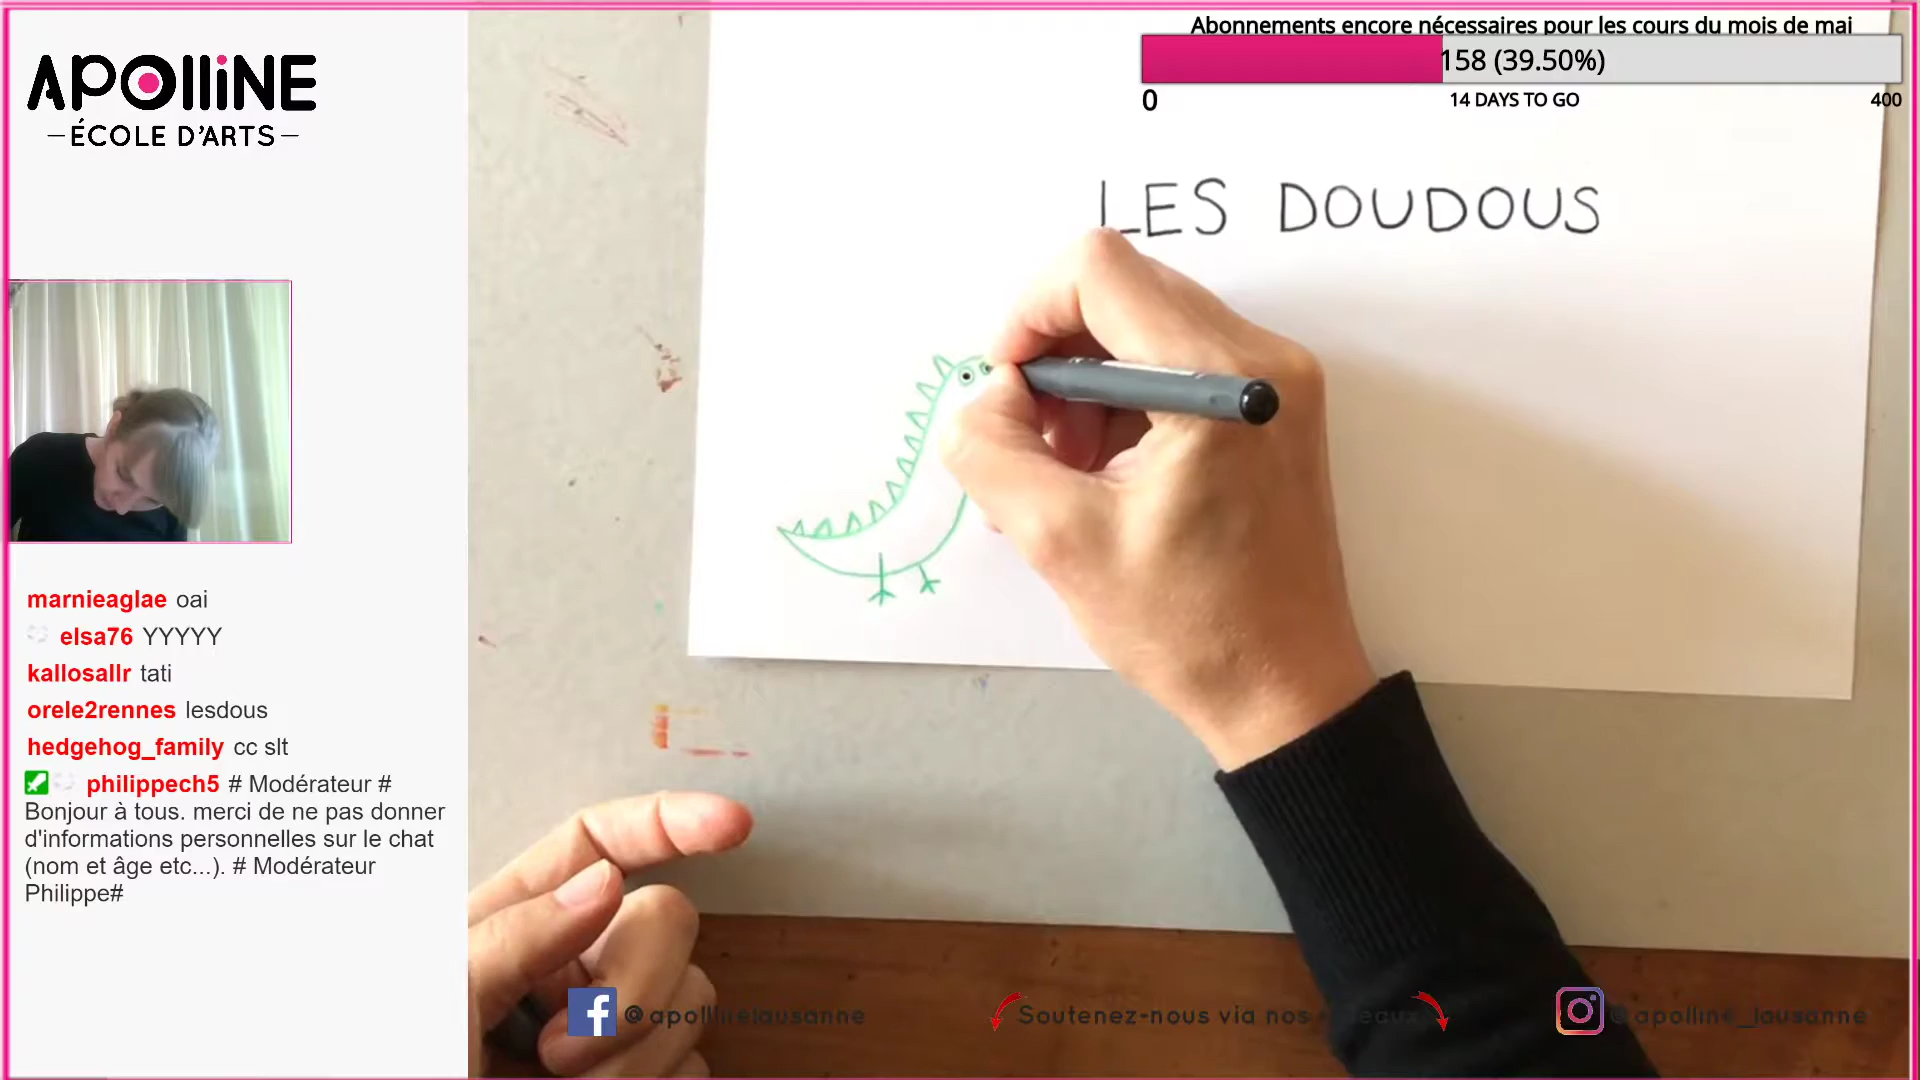 APOLLINE
–ÉCOLE D'ARTS–
Abonnements encore nécessaires pour les cours du mois de mai
158 (39.50%)
0
14 DAYS TO GO
400
LES DOUDOUS
marnieaglae oai
elsa76 YYYYY
kallosallr tati
orele2rennes lesdous
hedgehog_family cc slt
philippech5 # Modérateur #
Bonjour à tous. merci de ne pas donner
d'informations personnelles sur le chat
(nom et âge etc...). # Modérateur
Philippe#
@apolllinelausanne
Soutenez-nous via nos
@apolline_lausanne